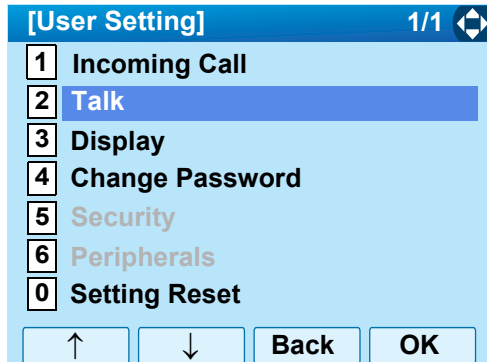 [User Setting] 1/1
1 Incoming Call
2 Talk
3 Display
4 Change Password
5 Security
6 Peripherals
0 Setting Reset
↑ ↓ Back OK